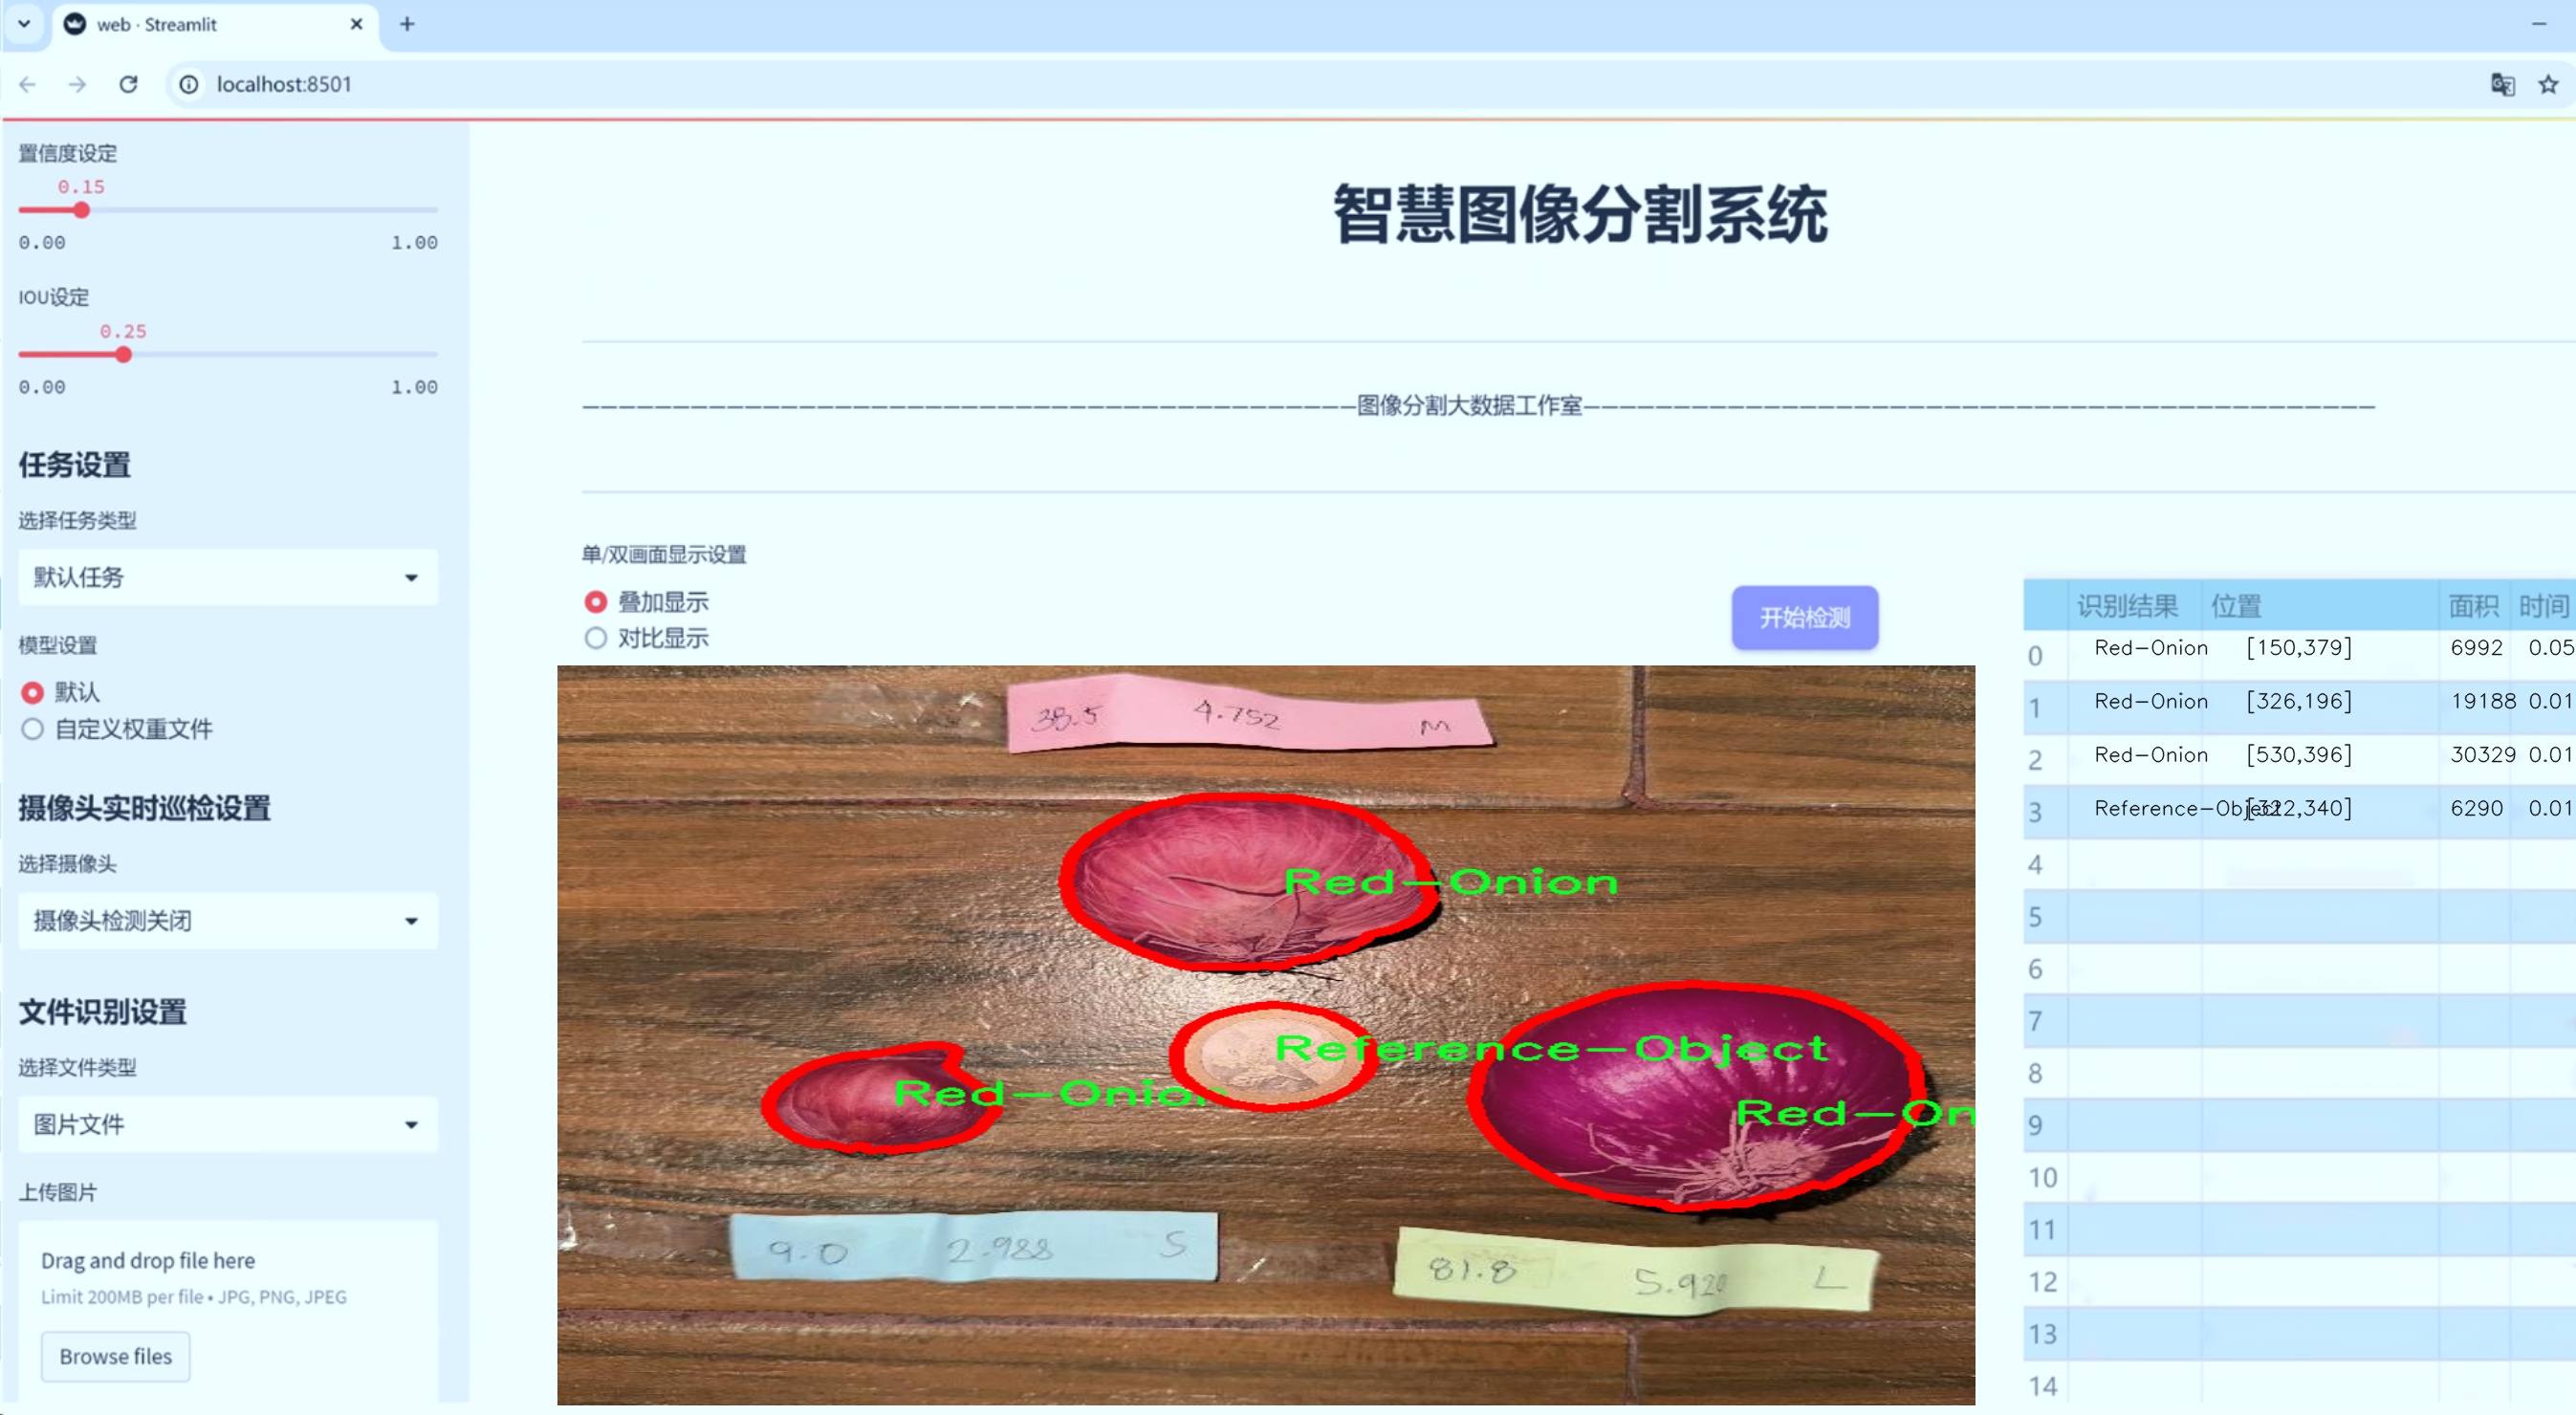 web · Streamlit
localhost:8501
置信度设定
0.15
0.00 1.00
IOU设定
0.25
0.00 1.00
任务设置
选择任务类型
默认任务
模型设置
默认
自定义权重文件
摄像头实时巡检设置
选择摄像头
摄像头检测关闭
文件识别设置
选择文件类型
图片文件
上传图片
Drag and drop file here
Limit 200MB per file • JPG, PNG, JPEG
Browse files
智慧图像分割系统
图像分割大数据工作室
单/双画面显示设置
叠加显示
对比显示
开始检测
38.5 4.752 M
Red-Onion
Reference-Object
Red-Onion
Red-On
9.0 2.988 S
81.8 5.920 L
识别结果 位置 面积 时间
0 Red-Onion [150,379] 6992 0.05
1 Red-Onion [326,196] 19188 0.01
2 Red-Onion [530,396] 30329 0.01
3 Reference-Object [322,340] 6290 0.01
4
5
6
7
8
9
10
11
12
13
14